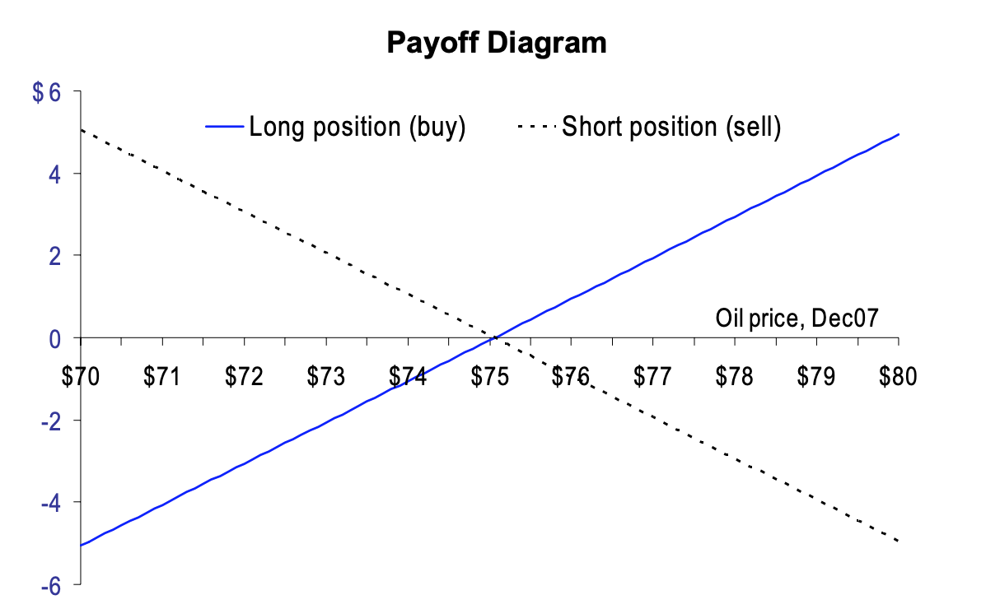 Payoff Diagram
$ 6
Long position (buy) Short position (sell)
4
2
Oil price, Dec07
0
$70 $71 $72 $73 $74 $75 $76 $77 $78 $79 $80
-2
-4
-6